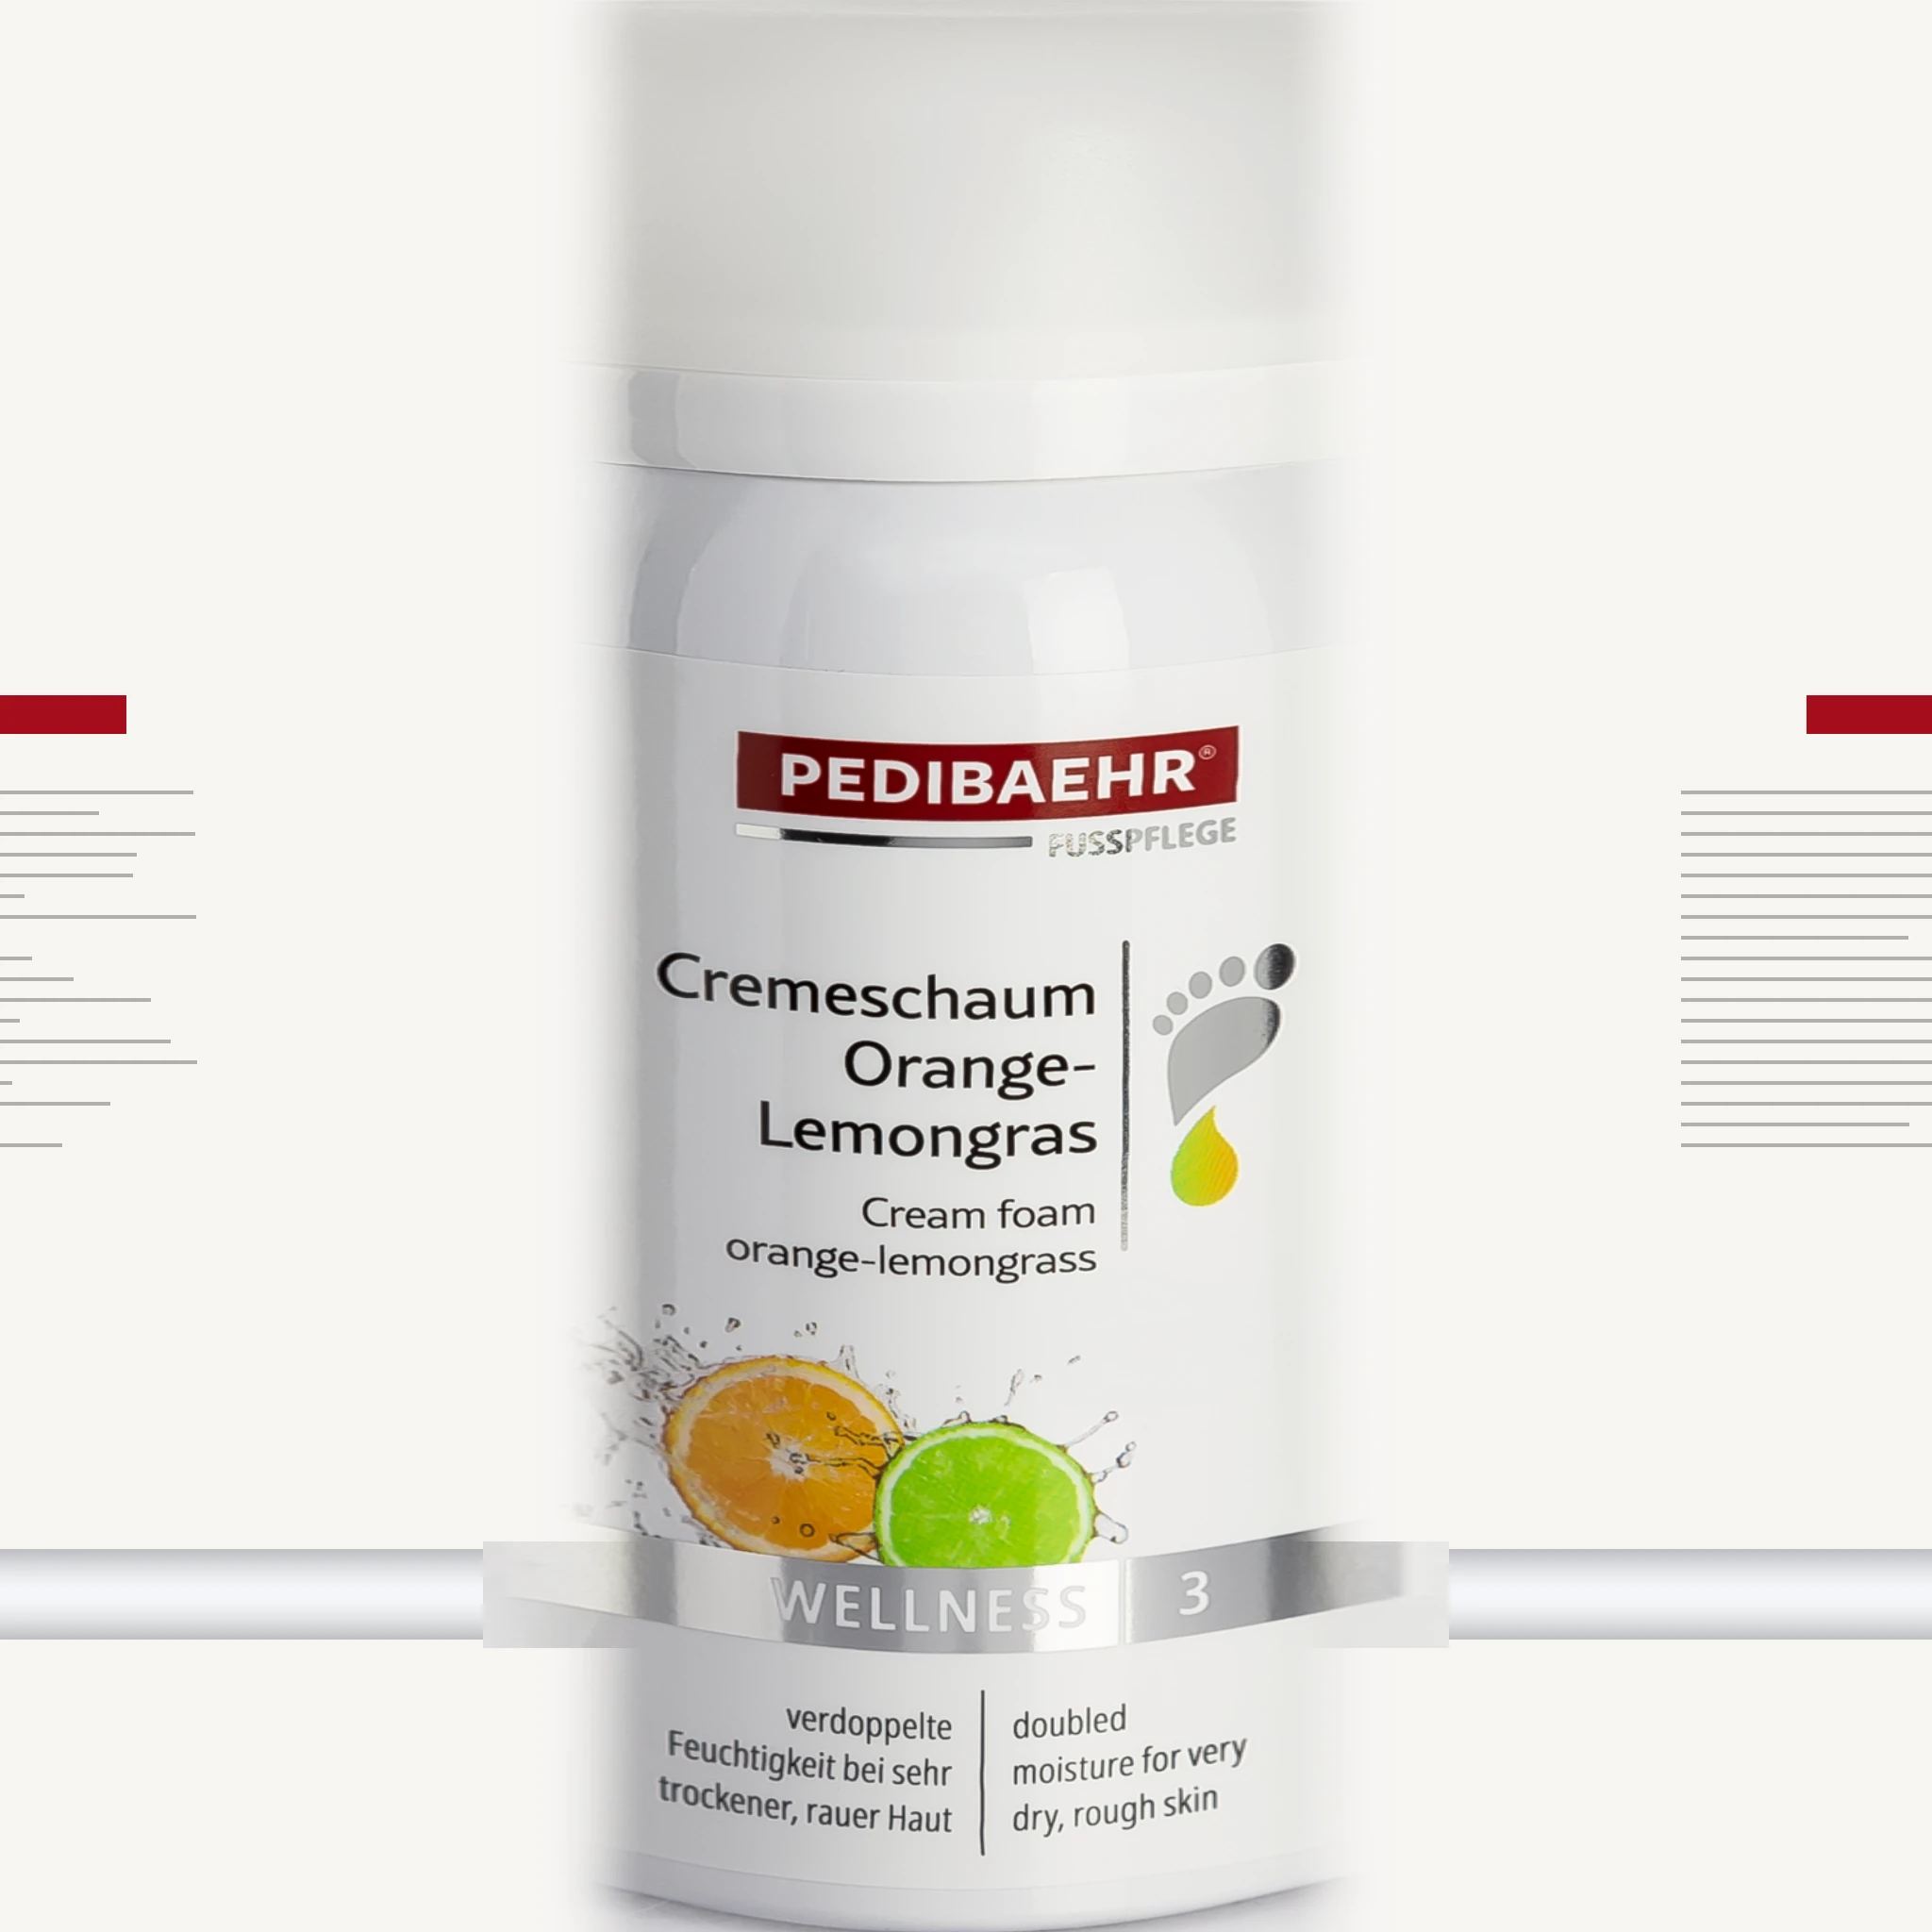 PEDIBAEHR®
FUSSPFLEGE
Cremeschaum
Orange-
Lemongras
Cream foam
orange-lemongrass
WELLNESS 3
verdoppelte
Feuchtigkeit bei sehr
trockener, rauer Haut
doubled
moisture for very
dry, rough skin